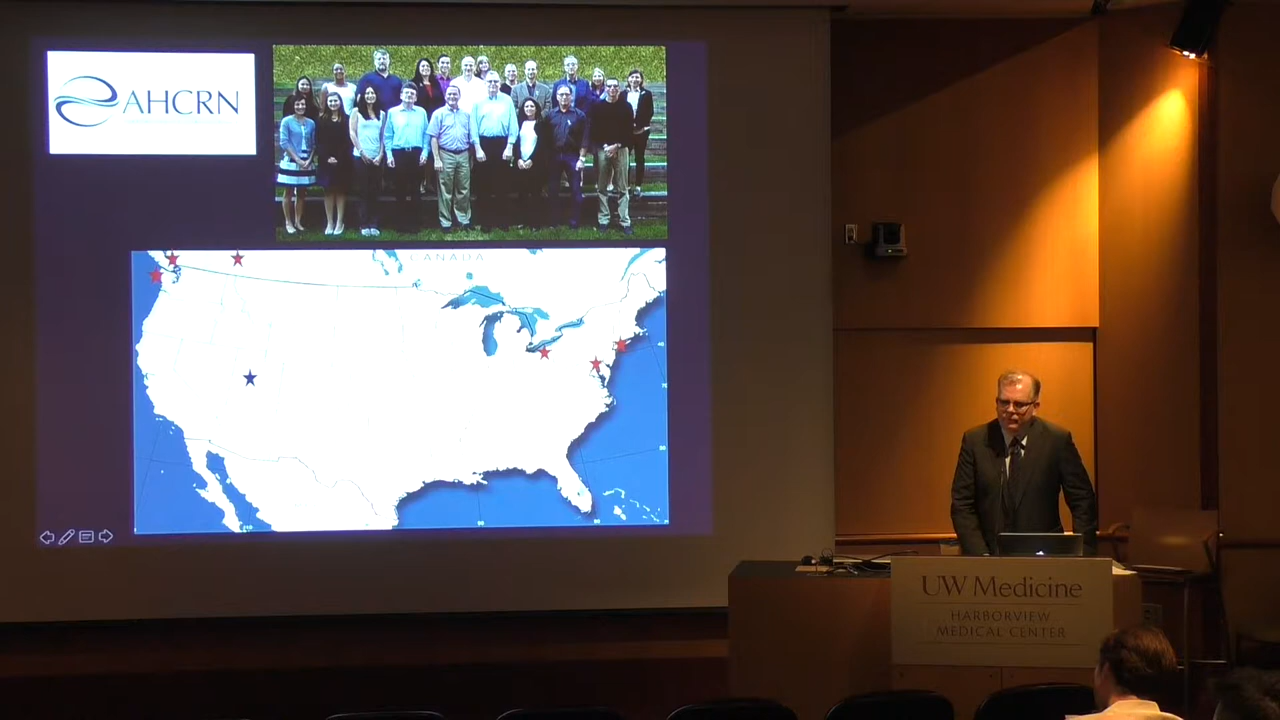 AHCRN
CANADA
UW Medicine
HARBORVIEW
MEDICAL CENTER